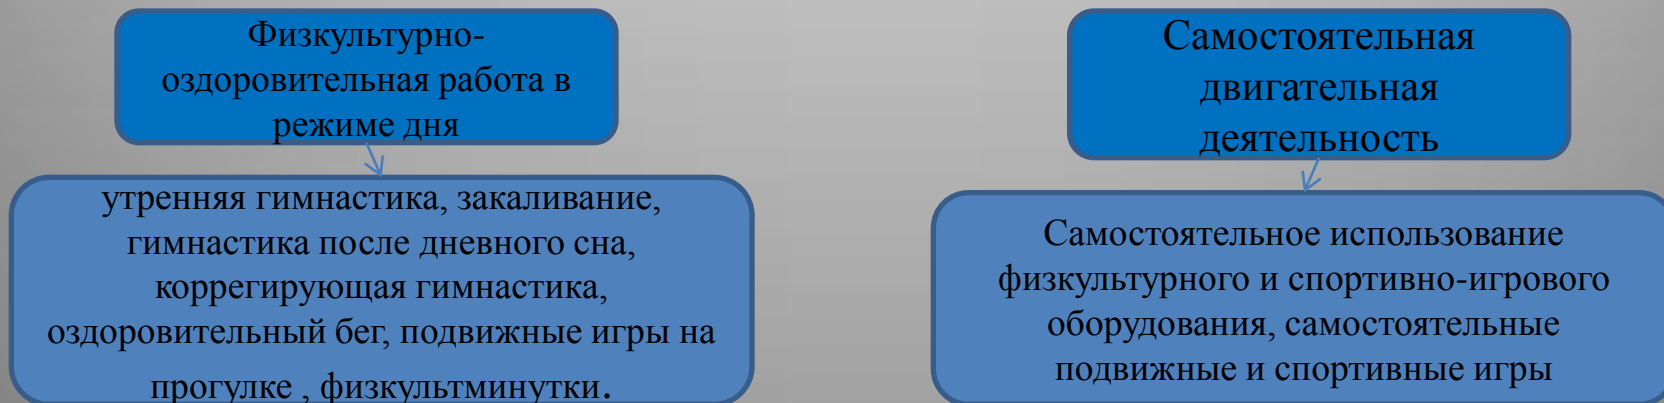 Физкультурно-
оздоровительная работа в
режиме дня
утренняя гимнастика, закаливание,
гимнастика после дневного сна,
коррегирующая гимнастика,
оздоровительный бег, подвижные игры на
прогулке , физкультминутки.
Самостоятельная
двигательная
деятельность
Самостоятельное использование
физкультурного и спортивно-игрового
оборудования, самостоятельные
подвижные и спортивные игры